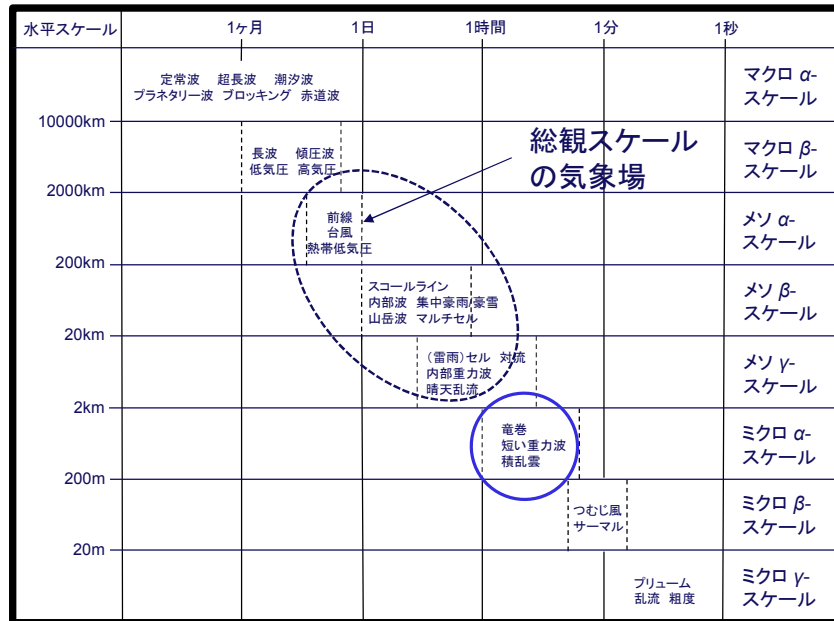 水平スケール
1ヶ月
1日
1時間
1分
1秒
定常波 超長波 潮汐波
プラネタリー波 ブロッキング 赤道波
マクロ α-
スケール
10000km
長波 傾圧波
低気圧 高気圧
総観スケール
の気象場
マクロ β-
スケール
2000km
前線
台風
熱帯低気圧
メソ α-
スケール
200km
スコールライン
内部波 集中豪雨/豪雪
山岳波 マルチセル
メソ β-
スケール
20km
(雷雨)セル 対流
内部重力波
晴天乱流
メソ γ-
スケール
2km
竜巻
短い重力波
積乱雲
ミクロ α-
スケール
200m
つむじ風
サーマル
ミクロ β-
スケール
20m
プリューム
乱流 粗度
ミクロ γ-
スケール